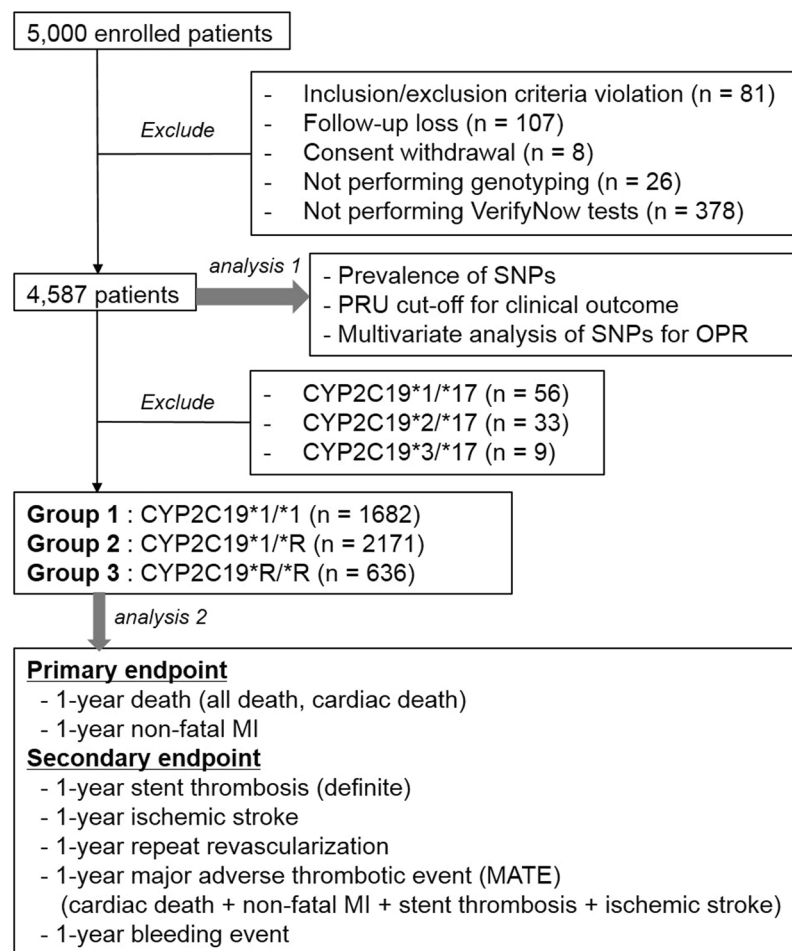 5,000 enrolled patients
Exclude
- Inclusion/exclusion criteria violation (n = 81)
- Follow-up loss (n = 107)
- Consent withdrawal (n = 8)
- Not performing genotyping (n = 26)
- Not performing VerifyNow tests (n = 378)
4,587 patients
analysis 1
- Prevalence of SNPs
- PRU cut-off for clinical outcome
- Multivariate analysis of SNPs for OPR
Exclude
- CYP2C19*1/*17 (n = 56)
- CYP2C19*2/*17 (n = 33)
- CYP2C19*3/*17 (n = 9)
Group 1 : CYP2C19*1/*1 (n = 1682)
Group 2 : CYP2C19*1/*R (n = 2171)
Group 3 : CYP2C19*R/*R (n = 636)
analysis 2
Primary endpoint
- 1-year death (all death, cardiac death)
- 1-year non-fatal MI
Secondary endpoint
- 1-year stent thrombosis (definite)
- 1-year ischemic stroke
- 1-year repeat revascularization
- 1-year major adverse thrombotic event (MATE)
(cardiac death + non-fatal MI + stent thrombosis + ischemic stroke)
- 1-year bleeding event